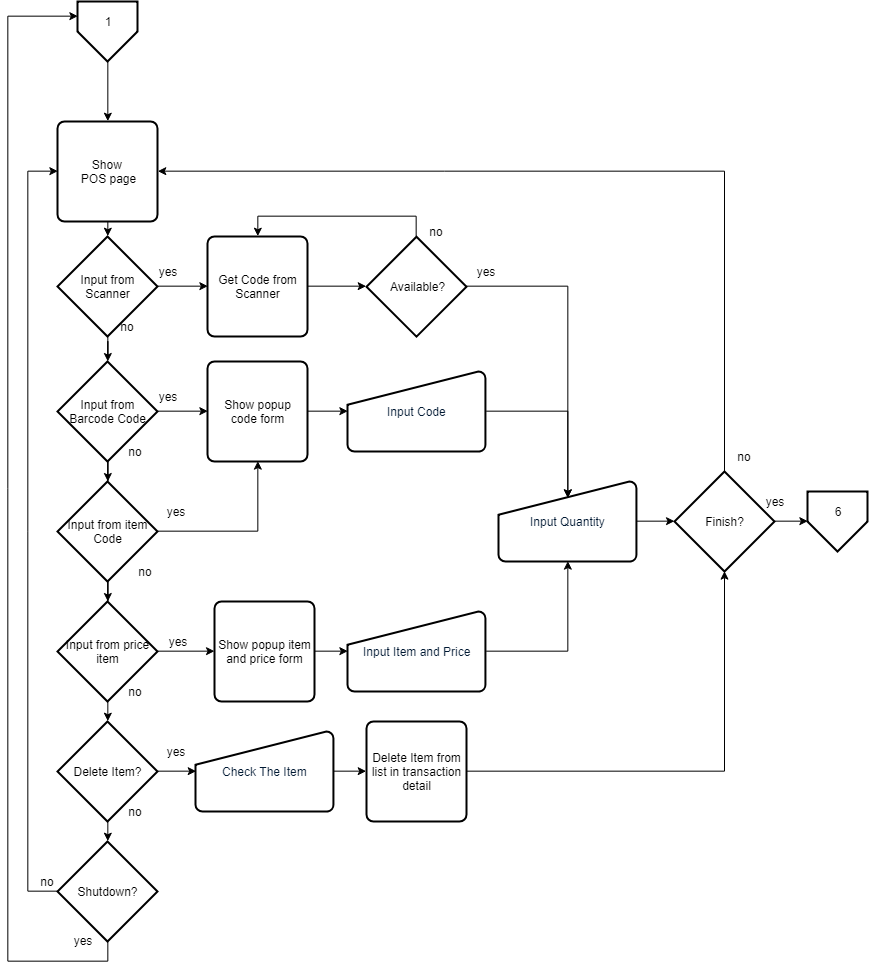 1
Show
POS page
no
Input from
Scanner
yes
Get Code from
Scanner
Available?
yes
no
Input from
Barcode Code
yes
Show popup
code form
Input Code
no
no
Input from item
Code
yes
Input Quantity
Finish?
yes
6
no
Input from price
item
yes
Show popup item
and price form
Input Item and Price
no
Delete Item?
yes
Check The Item
Delete Item from
list in transaction
detail
no
Shutdown?
no
yes